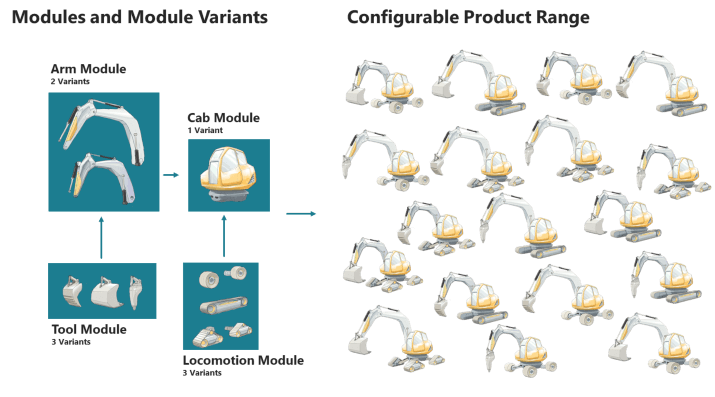 Modules and Module Variants
Configurable Product Range
Arm Module
2 Variants
Cab Module
1 Variant
Tool Module
3 Variants
Locomotion Module
3 Variants